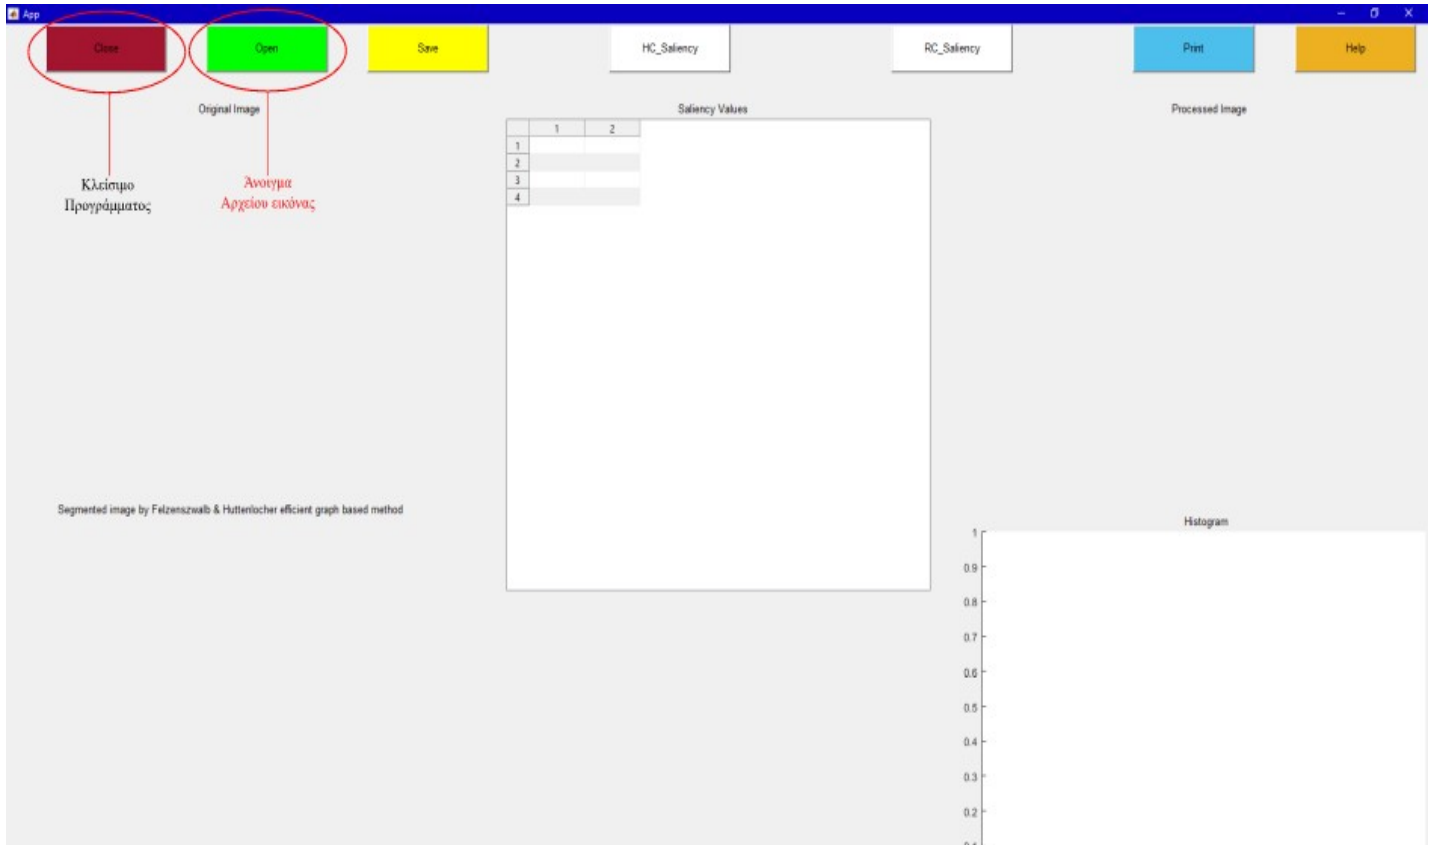 App
Close
Open
Save
HC_Saliency
RC_Saliency
Print
Help
Original Image
Saliency Values
Processed Image
1 2
1
2
3
4
Κλείσιμο
Προγράμματος
Άνοιγμα
Αρχείου εικόνας
Segmented image by Felzenszwalb & Huttenlocher efficient graph based method
Histogram
1
0.9
0.8
0.7
0.6
0.5
0.4
0.3
0.2